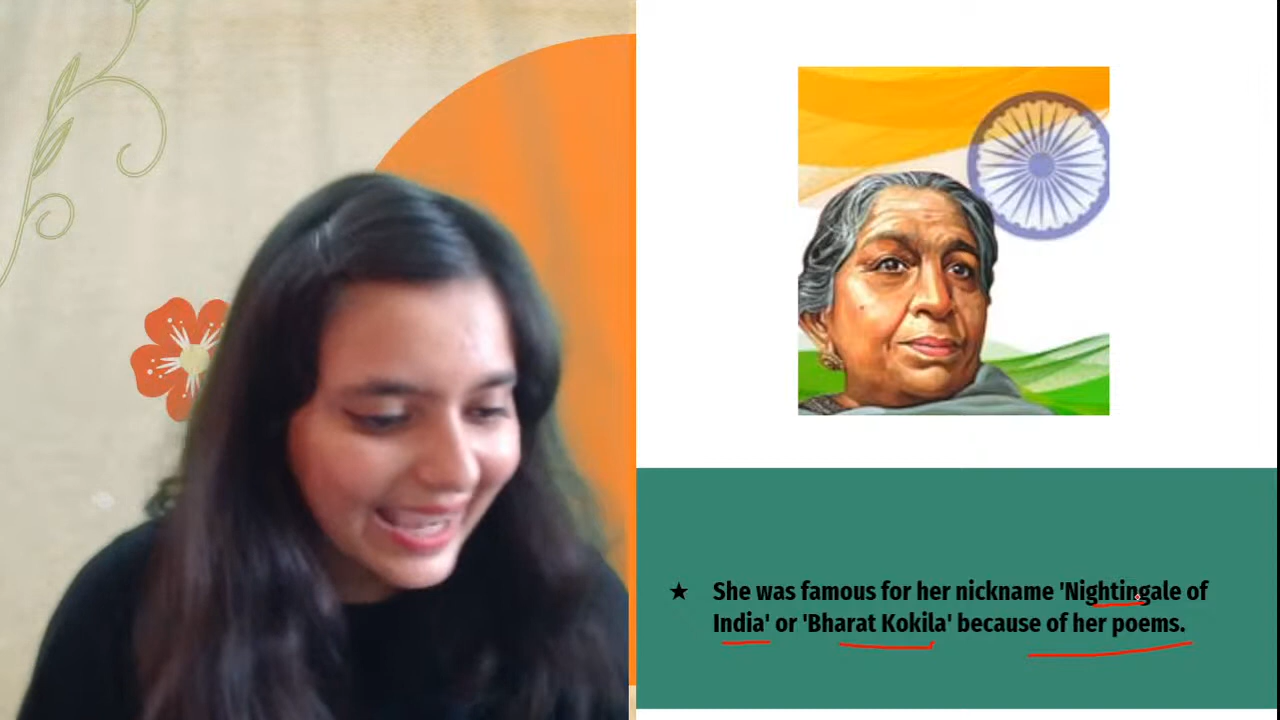 ★ She was famous for her nickname 'Nightingale of
India' or 'Bharat Kokila' because of her poems.